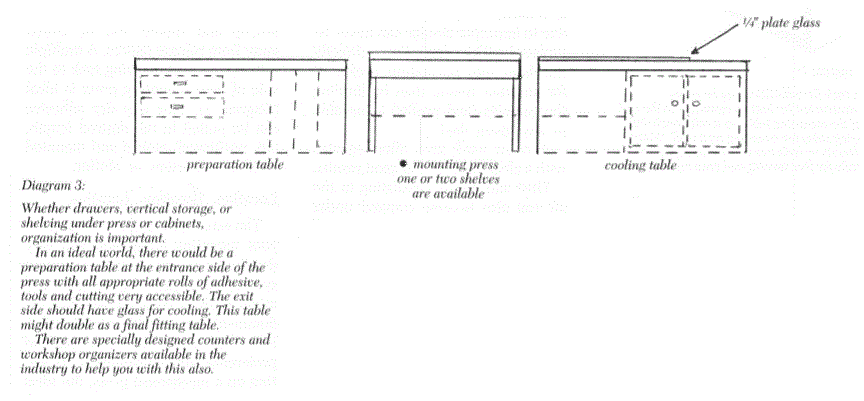 1/4" plate glass
preparation table
mounting press
one or two shelves
are available
cooling table
Diagram 3:
Whether drawers, vertical storage, or
shelving under press or cabinets,
organization is important.
In an ideal world, there would be a
preparation table at the entrance side of the
press with all appropriate rolls of adhesive,
tools and cutting very accessible. The exit
side should have glass for cooling. This table
might double as a final fitting table.
There are specially designed counters and
workshop organizers available in the
industry to help you with this also.